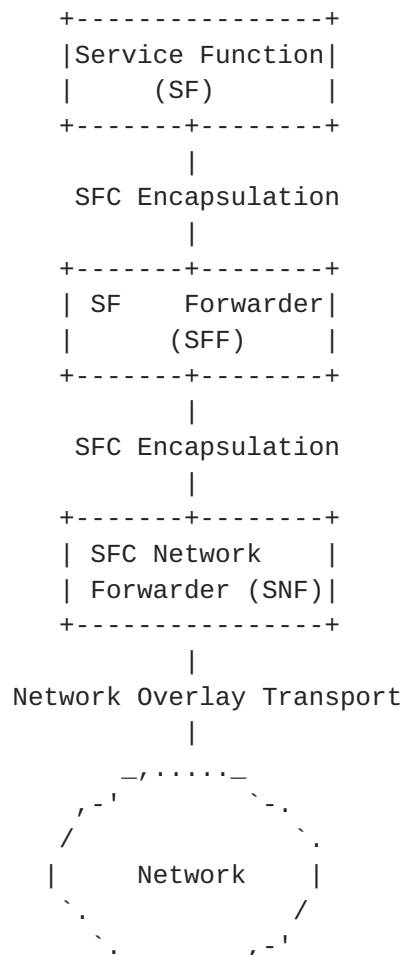 Service Function
(SF)
SFC Encapsulation
SF Forwarder
(SFF)
SFC Encapsulation
SFC Network
Forwarder (SNF)
Network Overlay Transport
Network